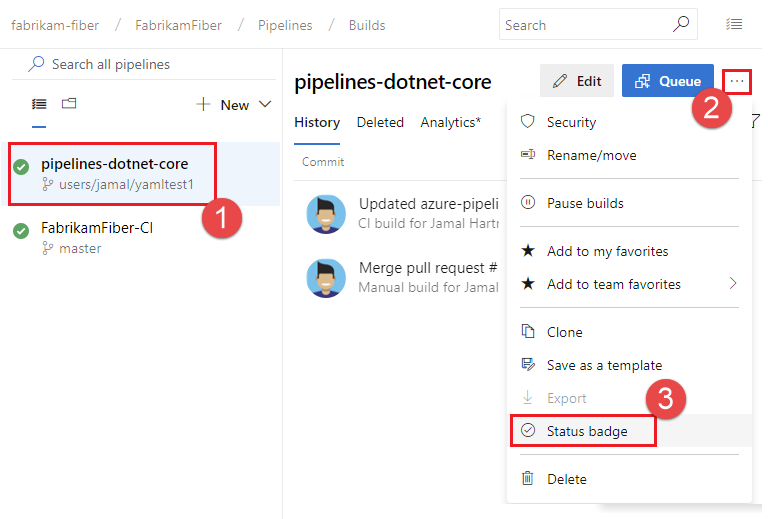 fabrikam-fiber / FabrikamFiber / Pipelines / Builds
Search
Search all pipelines
New
pipelines-dotnet-core
users/jamal/yamltest1
1
FabrikamFiber-CI
master
pipelines-dotnet-core
Edit
Queue
...
2
History Deleted Analytics*
Commit
Updated azure-pipeli
CI build for Jamal Hartr
Merge pull request #
Manual build for Jamal
Security
Rename/move
Pause builds
Add to my favorites
Add to team favorites
Clone
Save as a template
Export
3
Status badge
Delete